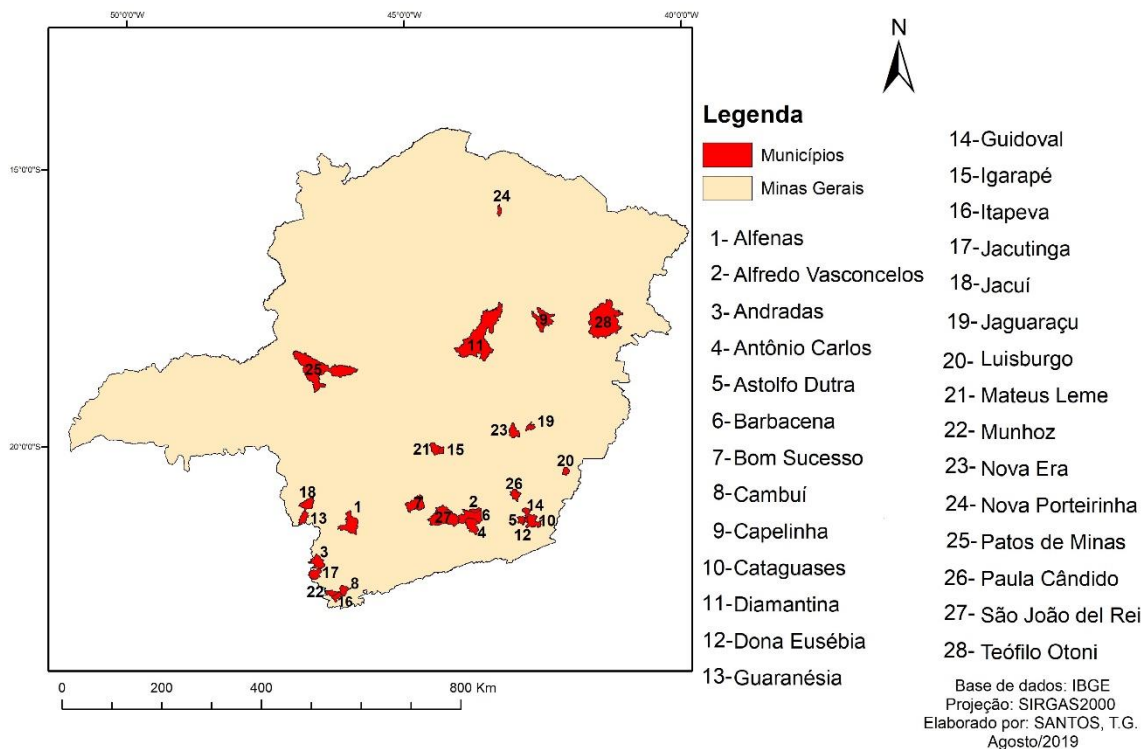 50°0'0"W
45°0'0"W
40°0'0"W
N
15°0'0"S
20°0'0"S
24
9
28
11
25
23
19
21
15
20
18
13
1
7
27
2
6
4
26
14
5
10
12
3
17
22
8
16
0
200
400
800 Km
Legenda
Municípios
Minas Gerais
1- Alfenas
2- Alfredo Vasconcelos
3- Andradas
4- Antônio Carlos
5- Astolfo Dutra
6- Barbacena
7- Bom Sucesso
8- Cambuí
9- Capelinha
10- Cataguases
11- Diamantina
12- Dona Eusébia
13- Guaranésia
14-Guidoval
15-Igarapé
16-Itapeva
17-Jacutinga
18-Jacuí
19-Jaguaraçu
20- Luisburgo
21- Mateus Leme
22- Munhoz
23- Nova Era
24- Nova Porteirinha
25- Patos de Minas
26- Paula Cândido
27- São João del Rei
28- Teófilo Otoni
Base de dados: IBGE
Projeção: SIRGAS2000
Elaborado por: SANTOS, T.G.
Agosto/2019